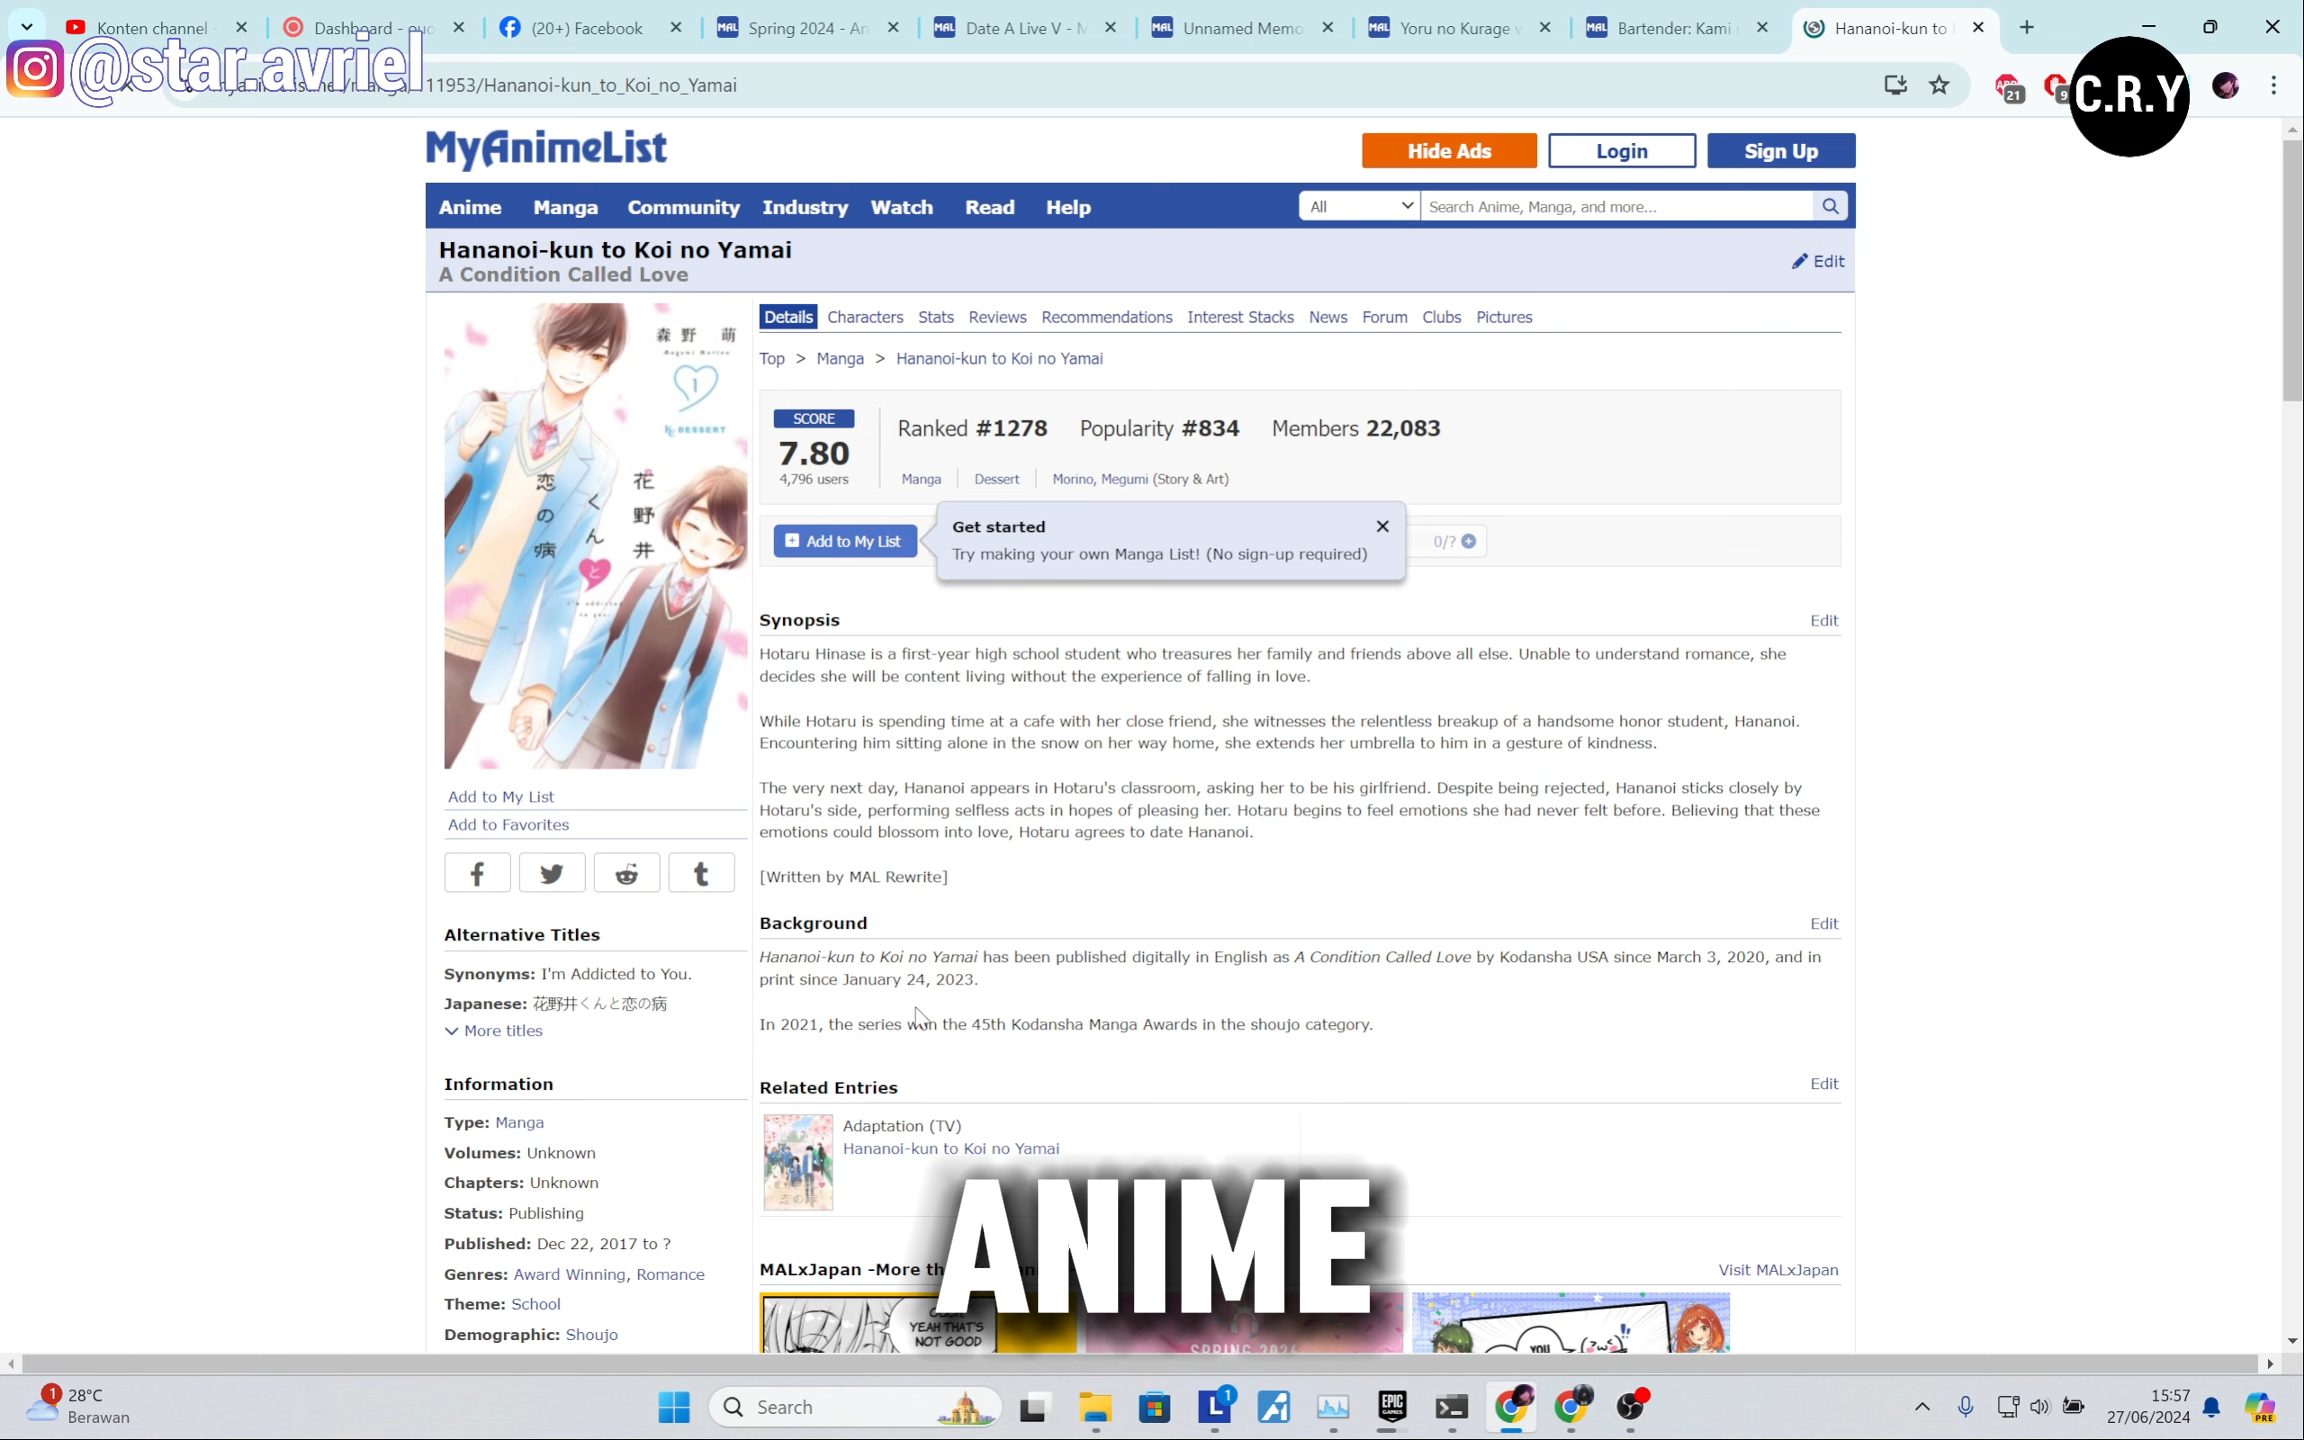 Konten channel -
Dashboard - ouo
(20+) Facebook
Spring 2024 - An
Date A Live V - M
Unnamed Memo
Yoru no Kurage w
Bartender: Kami
Hananoi-kun to
@star.avriel
11953/Hananoi-kun_to_Koi_no_Yamai
21
9
C.R.Y
MyAnimeList
Hide Ads
Login
Sign Up
Anime Manga Community Industry Watch Read Help
All
Search Anime, Manga, and more...
Hananoi-kun to Koi no Yamai
A Condition Called Love
Edit
森野 萌
Megumi Morino
1
DESSERT
花野井
くんと
恋の病
I'm addicted
to you.
Details Characters Stats Reviews Recommendations Interest Stacks News Forum Clubs Pictures
Top > Manga > Hananoi-kun to Koi no Yamai
SCORE
7.80
4,796 users
Ranked #1278 Popularity #834 Members 22,083
Manga Dessert Morino, Megumi (Story & Art)
Add to My List
Get started
Try making your own Manga List! (No sign-up required)
0/?
Synopsis
Edit
Hotaru Hinase is a first-year high school student who treasures her family and friends above all else. Unable to understand romance, she
decides she will be content living without the experience of falling in love.
While Hotaru is spending time at a cafe with her close friend, she witnesses the relentless breakup of a handsome honor student, Hananoi.
Encountering him sitting alone in the snow on her way home, she extends her umbrella to him in a gesture of kindness.
The very next day, Hananoi appears in Hotaru's classroom, asking her to be his girlfriend. Despite being rejected, Hananoi sticks closely by
Hotaru's side, performing selfless acts in hopes of pleasing her. Hotaru begins to feel emotions she had never felt before. Believing that these
emotions could blossom into love, Hotaru agrees to date Hananoi.
[Written by MAL Rewrite]
Background
Edit
Hananoi-kun to Koi no Yamai has been published digitally in English as A Condition Called Love by Kodansha USA since March 3, 2020, and in
print since January 24, 2023.
In 2021, the series won the 45th Kodansha Manga Awards in the shoujo category.
Related Entries
Edit
Adaptation (TV)
Hananoi-kun to Koi no Yamai
MALxJapan -More th
Visit MALxJapan
YEAH THAT'S
NOT GOOD
SPRING 2024
YOU
ANIME
Add to My List
Add to Favorites
Alternative Titles
Synonyms: I'm Addicted to You.
Japanese: 花野井くんと恋の病
More titles
Information
Type: Manga
Volumes: Unknown
Chapters: Unknown
Status: Publishing
Published: Dec 22, 2017 to ?
Genres: Award Winning, Romance
Theme: School
Demographic: Shoujo
1
28°C
Berawan
Search
1
EPIC
GAMES
15:57
27/06/2024
PRE